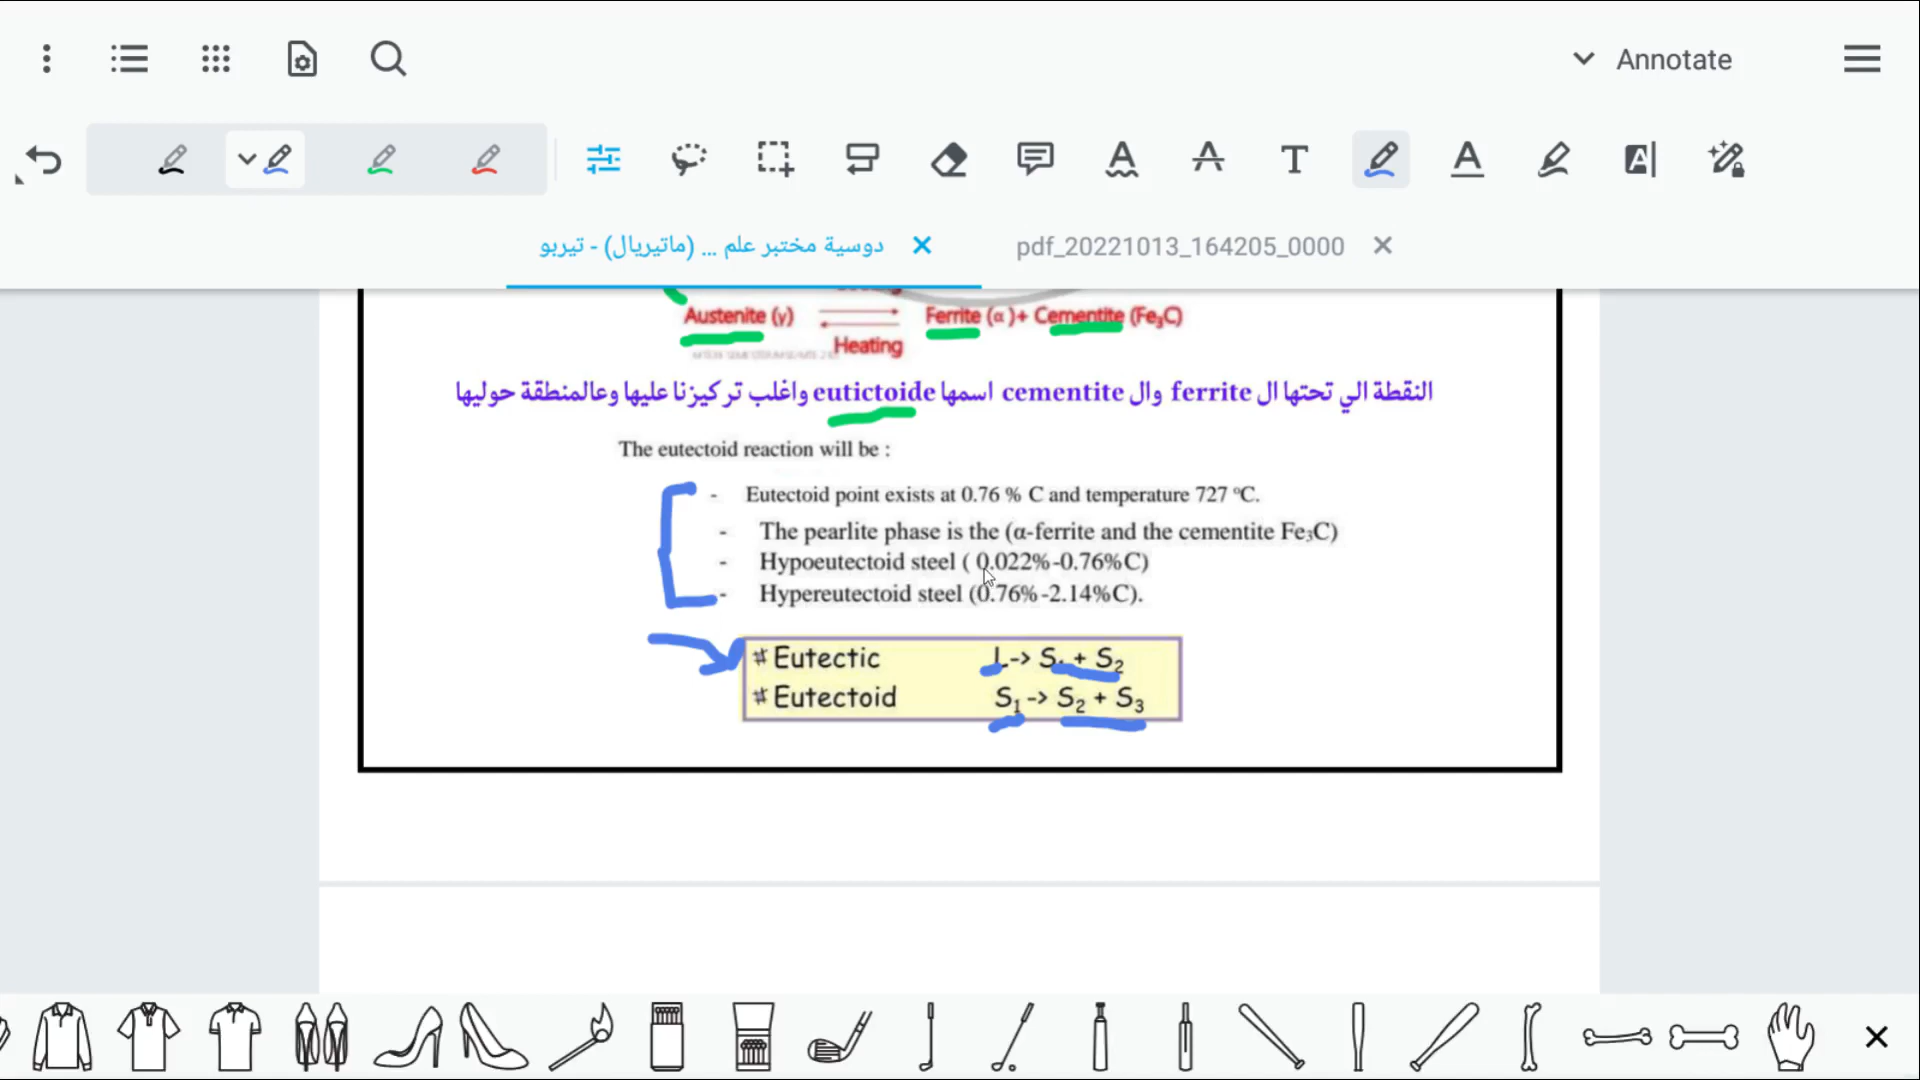 Annotate
دوسية مختبر علم ... (ماتيريال) - تيربو
pdf_20221013_164205_0000
Austenite (γ) Ferrite (α)+ Cementite (Fe₃C)
Heating
النقطة الي تحتها ال ferrite وال cementite اسمها eutictoide واغلب تركيزنا عليها وعالمنطقة حوليها
The eutectoid reaction will be :
- Eutectoid point exists at 0.76 % C and temperature 727 ºC.
- The pearlite phase is the (α-ferrite and the cementite Fe₃C)
- Hypoeutectoid steel ( 0.022%-0.76%C)
- Hypereutectoid steel (0.76%-2.14%C).
# Eutectic L-> S₁ + S₂
# Eutectoid S₁ -> S₂ + S₃